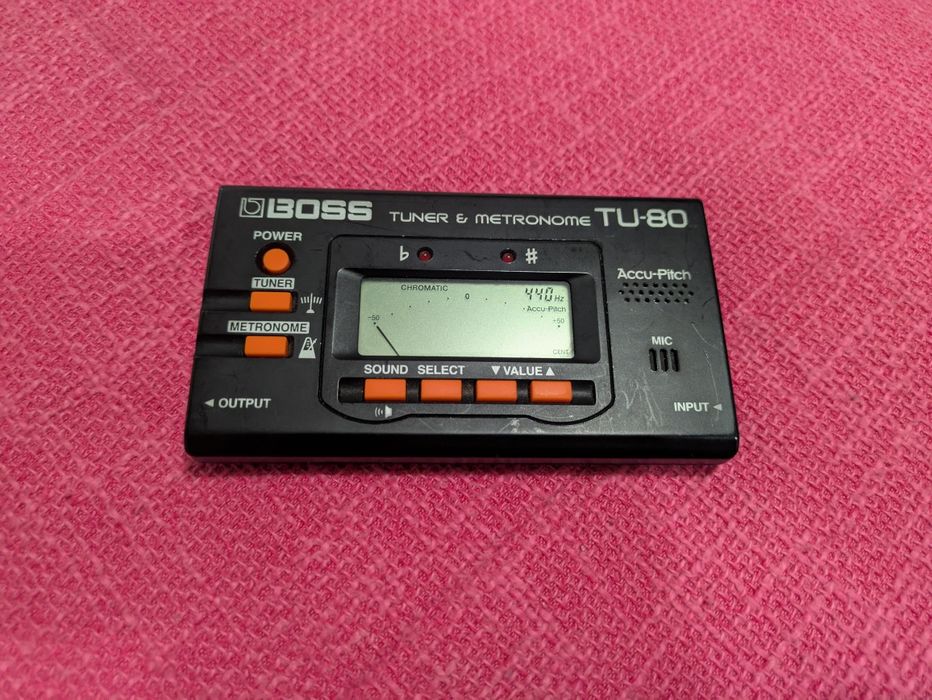 BOSS TUNER & METRONOME TU-80
POWER
TUNER
METRONOME
◄ OUTPUT
♭ ♯
CHROMATIC
440 Hz
Accu-Pitch
-50 0 +50
CENT
SOUND SELECT ▼ VALUE ▲
Accu-Pitch
MIC
INPUT ◄